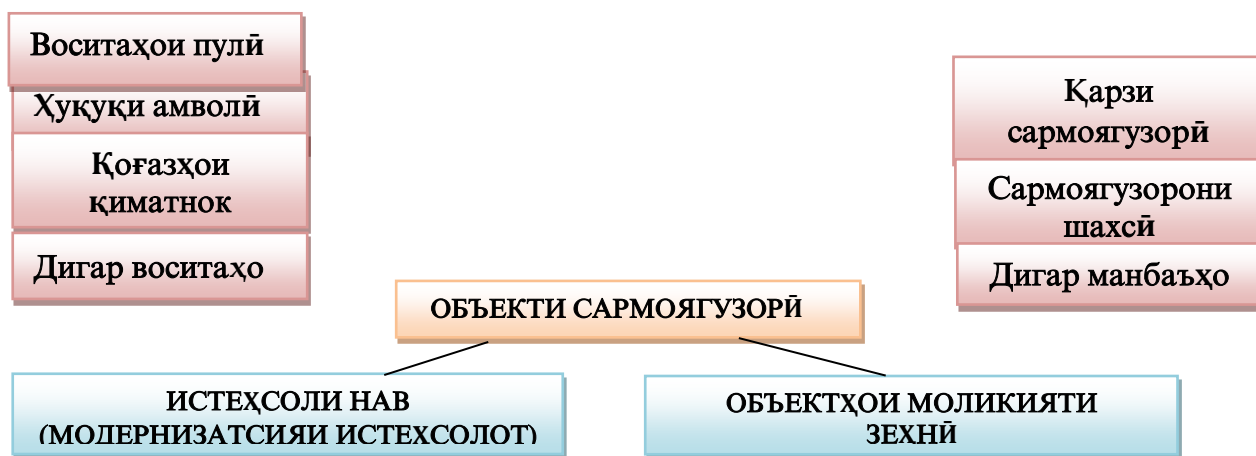 Воситаҳои пулӣ
Ҳуқуқи амволӣ
Қоғазҳои
қиматнок
Дигар воситаҳо
Қарзи
сармоягузорӣ
Сармоягузорони
шахсӣ
Дигар манбаъҳо
ОБЪЕКТИ САРМОЯГУЗОРӢ
ИСТЕҲСОЛИ НАВ
(МОДЕРНИЗАТСИЯИ ИСТЕҲСОЛОТ)
ОБЪЕКТҲОИ МОЛИКИЯТИ
ЗЕҲНӢ